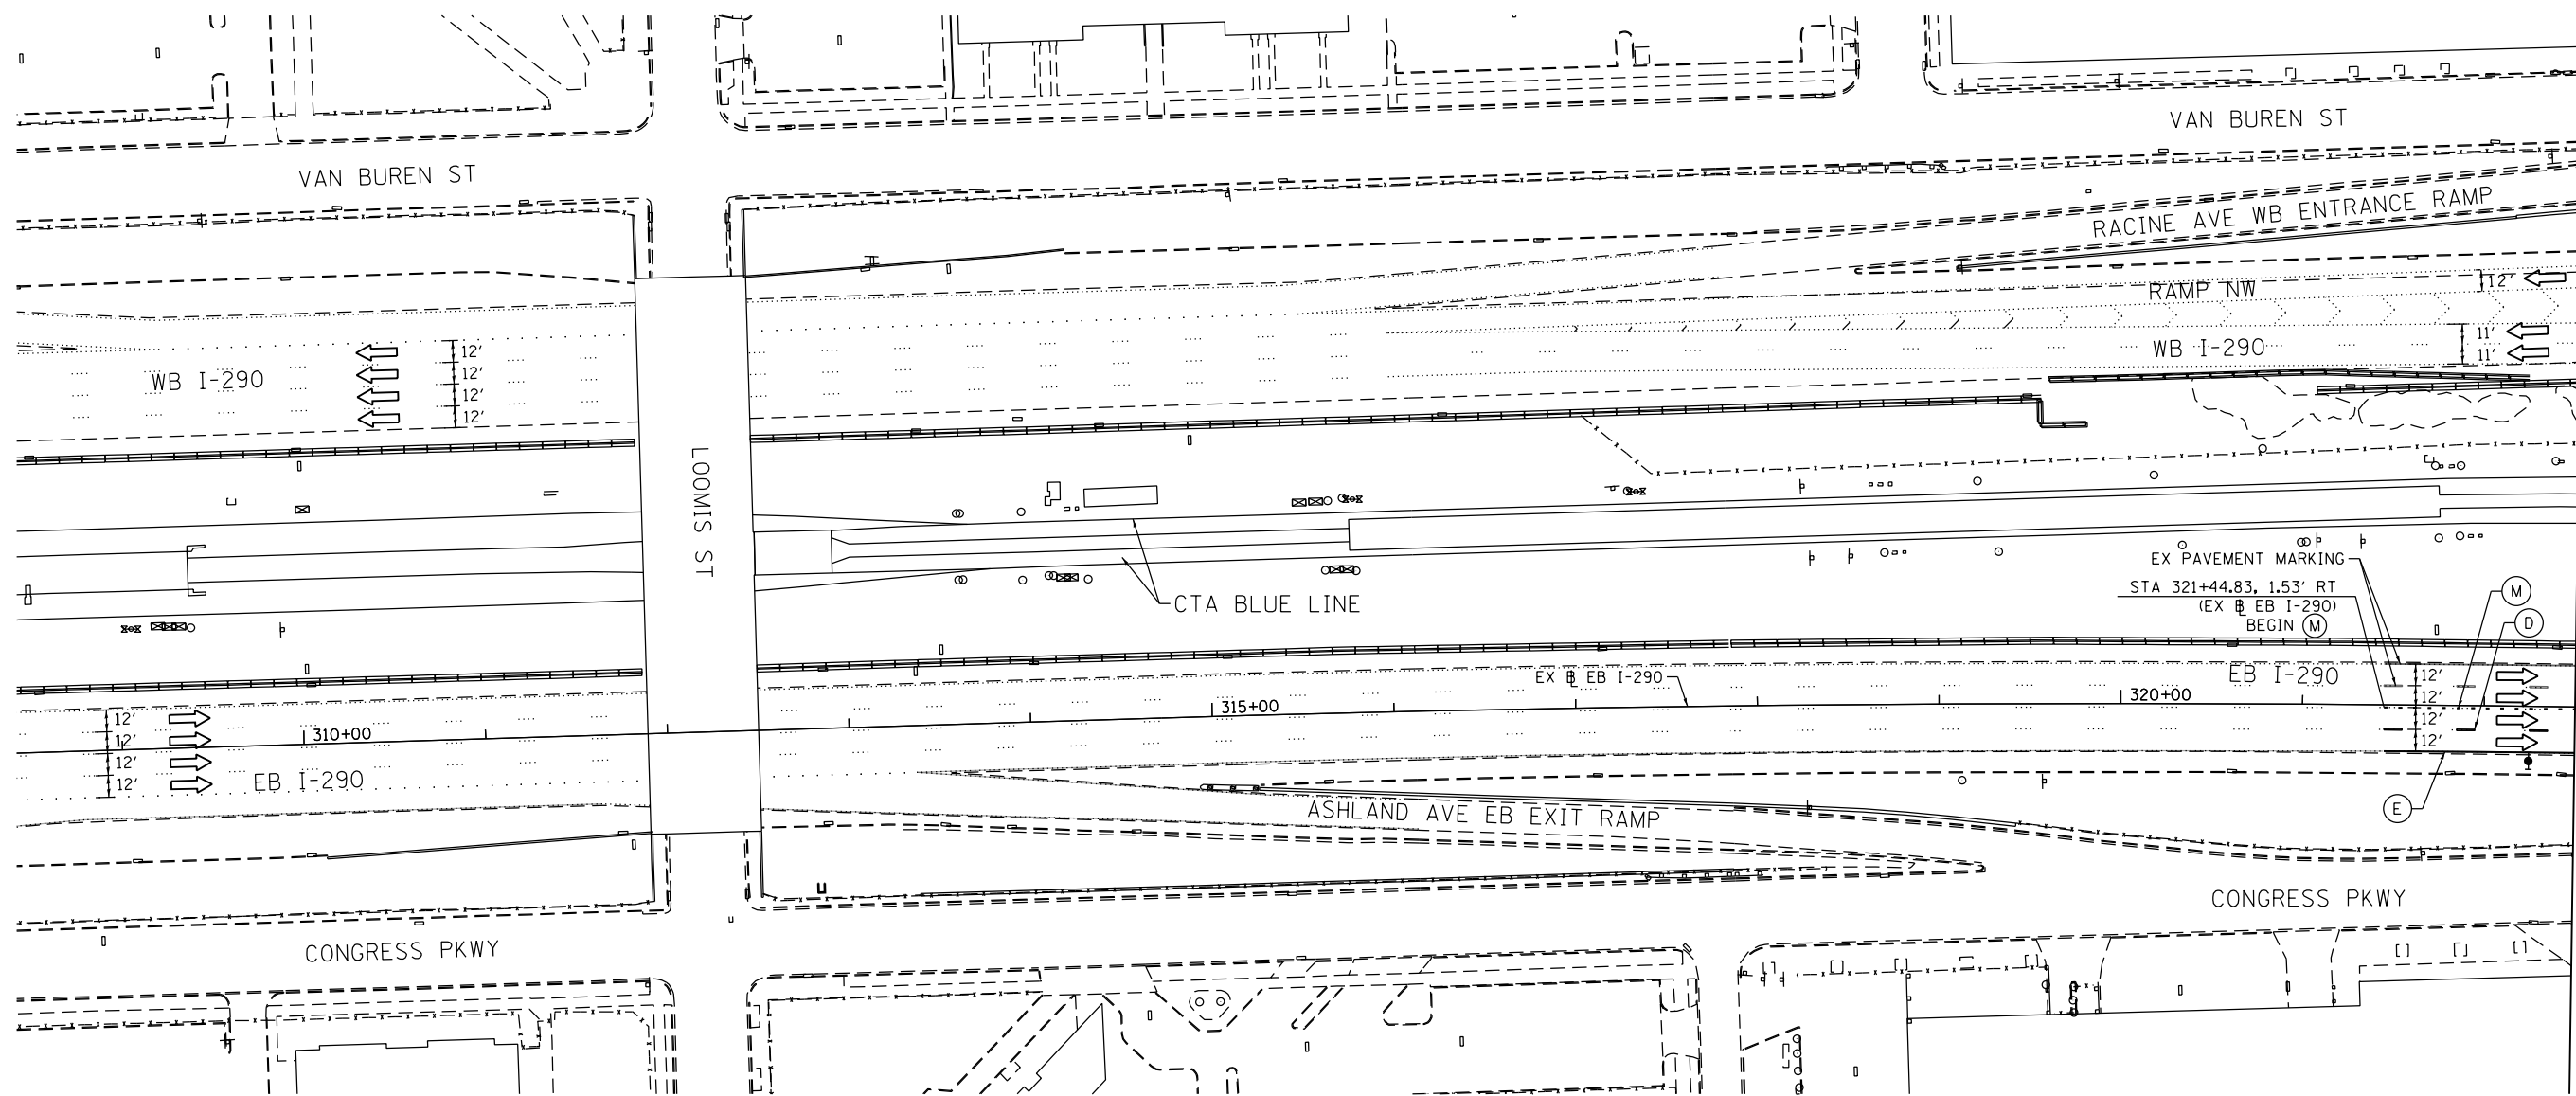 VAN BUREN ST
VAN BUREN ST
RACINE AVE WB ENTRANCE RAMP
RAMP NW
12'
WB I-290
11'
11'
WB I-290
12'
12'
12'
12'
LOOMIS ST
CTA BLUE LINE
EX PAVEMENT MARKING
STA 321+44.83, 1.53' RT
(EX ⅊ EB I-290)
BEGIN M
M
D
EX ⅊ EB I-290
EB I-290
12'
12'
12'
12'
310+00
315+00
320+00
12'
12'
12'
12'
EB I-290
E
ASHLAND AVE EB EXIT RAMP
CONGRESS PKWY
CONGRESS PKWY